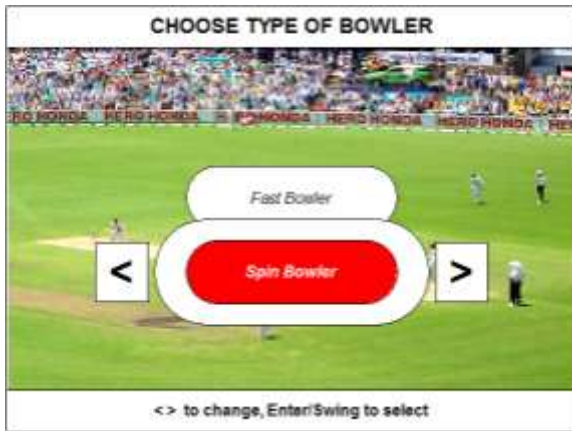 CHOOSE TYPE OF BOWLER
HERO HONDA HERO HONDA HONDA HERO HONDA HERO HONDA
Fast Bowler
< Spin Bowler >
<> to change, Enter/Swing to select